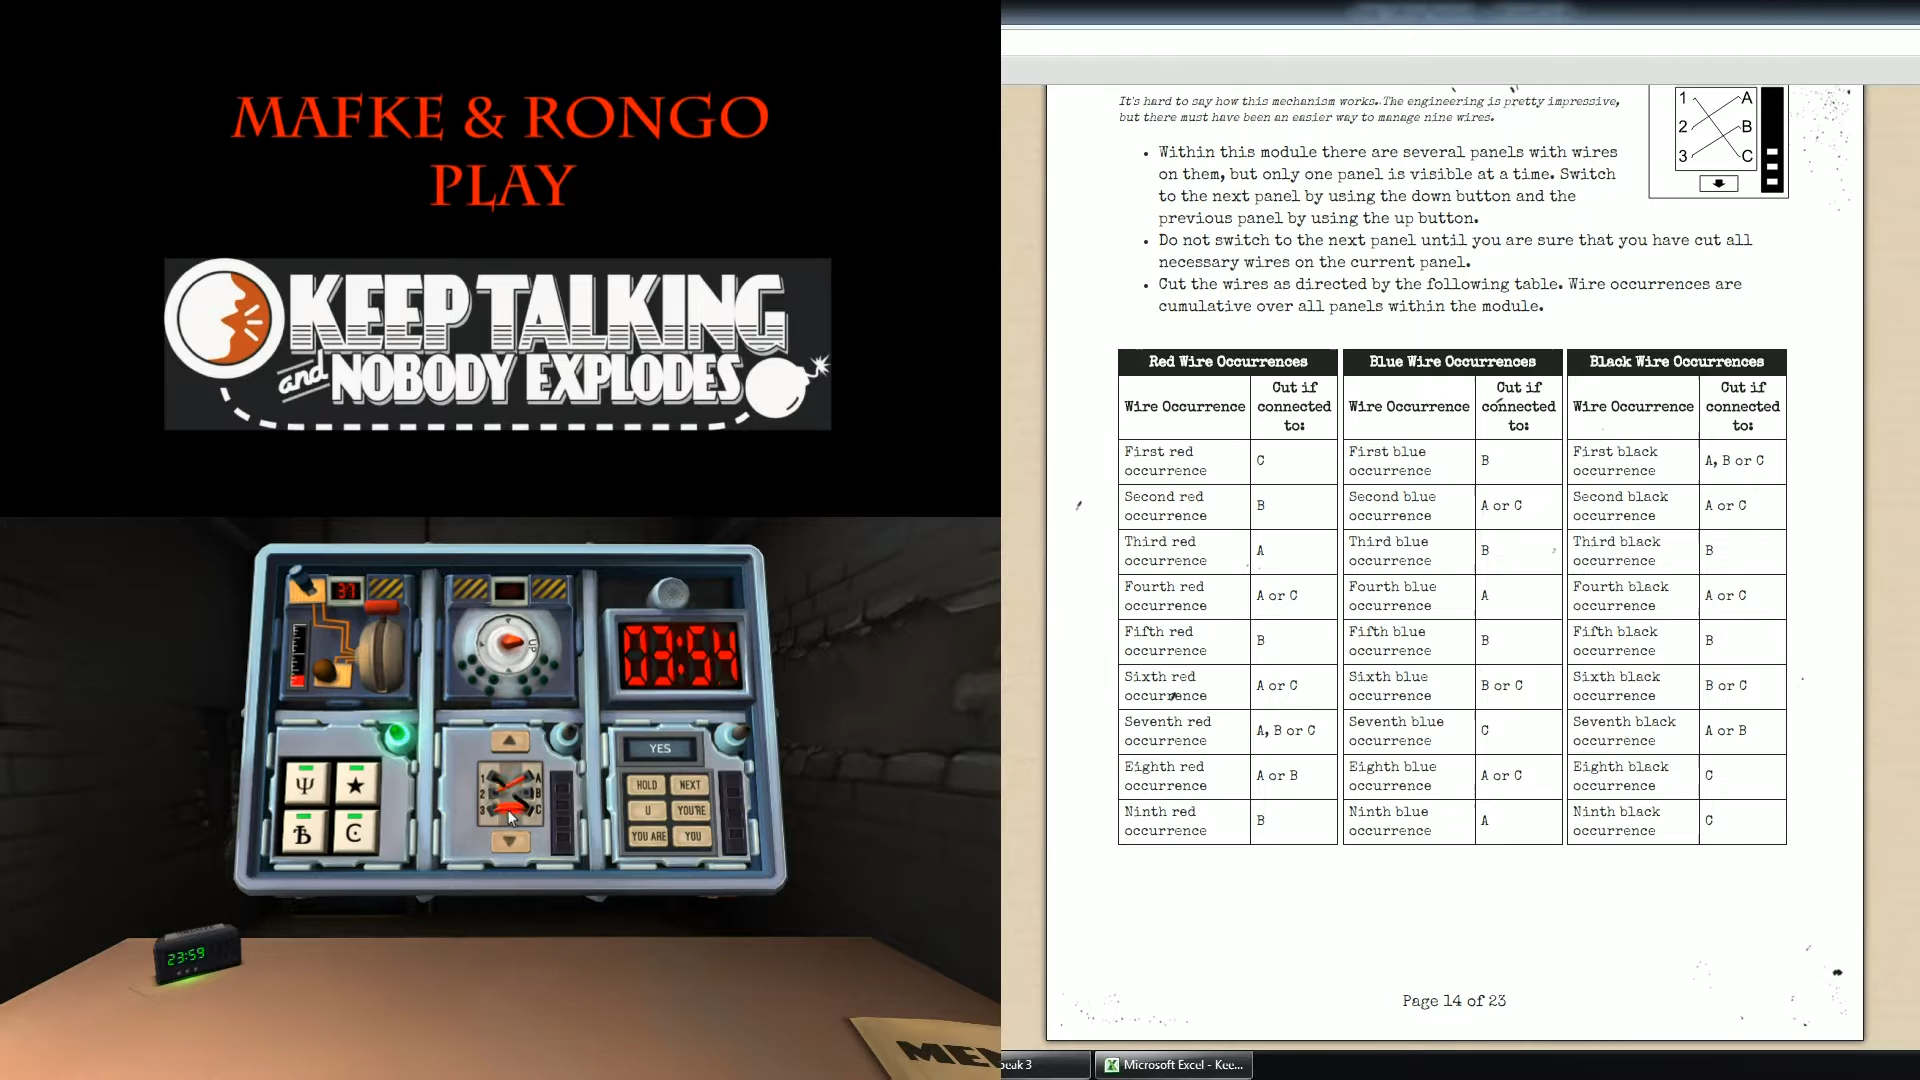 MAFKE & RONGO
PLAY
KEEP TALKING
and NOBODY EXPLODES
37
UP
03:54
YES
HOLD NEXT
U YOU'RE
YOU ARE YOU
Ψ ★
Ѣ Ͼ
1 A
2 B
3 C
23:59
It's hard to say how this mechanism works. The engineering is pretty impressive,
but there must have been an easier way to manage nine wires.
1 A
2 B
3 C
• Within this module there are several panels with wires
on them, but only one panel is visible at a time. Switch
to the next panel by using the down button and the
previous panel by using the up button.
• Do not switch to the next panel until you are sure that you have cut all
necessary wires on the current panel.
• Cut the wires as directed by the following table. Wire occurrences are
cumulative over all panels within the module.
Red Wire Occurrences
Wire Occurrence Cut if connected to:
First red occurrence C
Second red occurrence B
Third red occurrence A
Fourth red occurrence A or C
Fifth red occurrence B
Sixth red occurrence A or C
Seventh red occurrence A, B or C
Eighth red occurrence A or B
Ninth red occurrence B
Blue Wire Occurrences
Wire Occurrence Cut if connected to:
First blue occurrence B
Second blue occurrence A or C
Third blue occurrence B
Fourth blue occurrence A
Fifth blue occurrence B
Sixth blue occurrence B or C
Seventh blue occurrence C
Eighth blue occurrence A or C
Ninth blue occurrence A
Black Wire Occurrences
Wire Occurrence Cut if connected to:
First black occurrence A, B or C
Second black occurrence A or C
Third black occurrence B
Fourth black occurrence A or C
Fifth black occurrence B
Sixth black occurrence B or C
Seventh black occurrence A or B
Eighth black occurrence C
Ninth black occurrence C
Page 14 of 23
eak 3
Microsoft Excel - Kee...